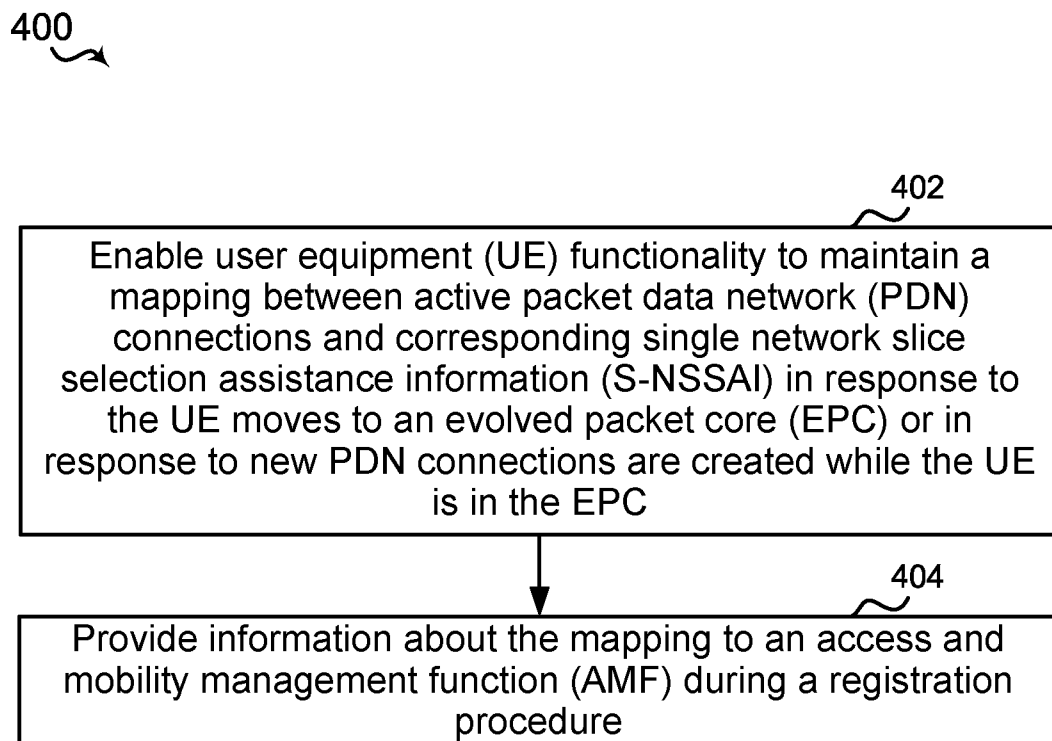 400
402
Enable user equipment (UE) functionality to maintain a
mapping between active packet data network (PDN)
connections and corresponding single network slice
selection assistance information (S-NSSAI) in response to
the UE moves to an evolved packet core (EPC) or in
response to new PDN connections are created while the UE
is in the EPC
404
Provide information about the mapping to an access and
mobility management function (AMF) during a registration
procedure